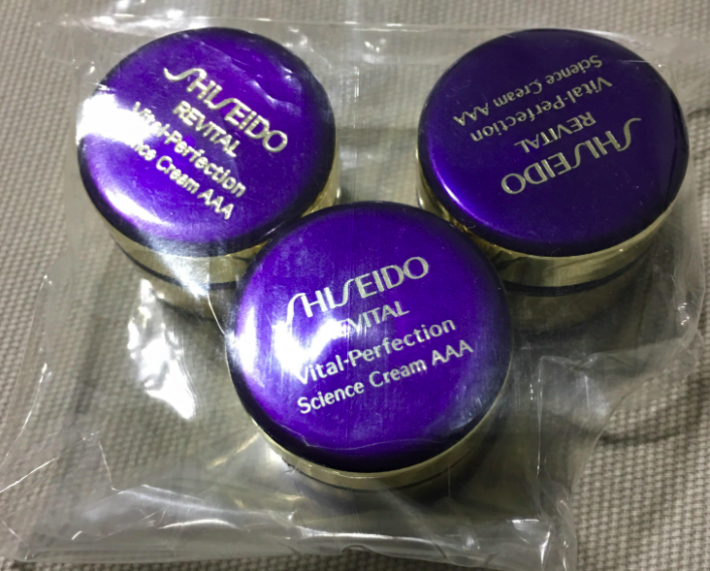 SHISEIDO
REVITAL
Vital-Perfection
ce Cream AAA
SHISEIDO
REVITAL
Vital-Perfection
Science Cream AAA
SHISEIDO
REVITAL
Vital-Perfection
Science Cream AAA